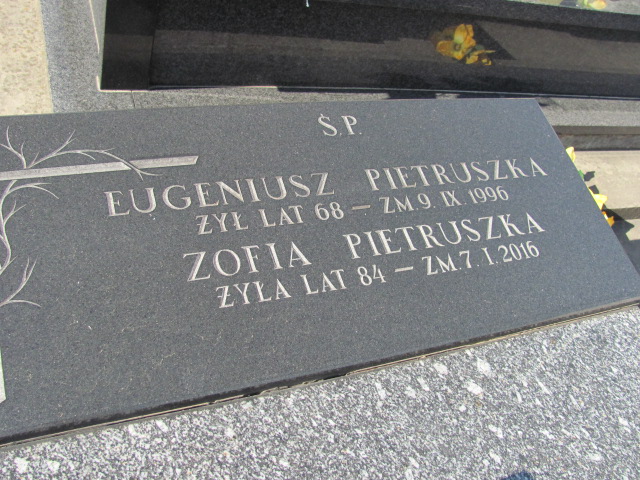 Ś.P.
EUGENIUSZ PIETRUSZKA
ŻYŁ LAT 68 – ZM. 9. IX. 1996
ZOFIA PIETRUSZKA
ŻYŁA LAT 84 – ZM. 7. I. 2016